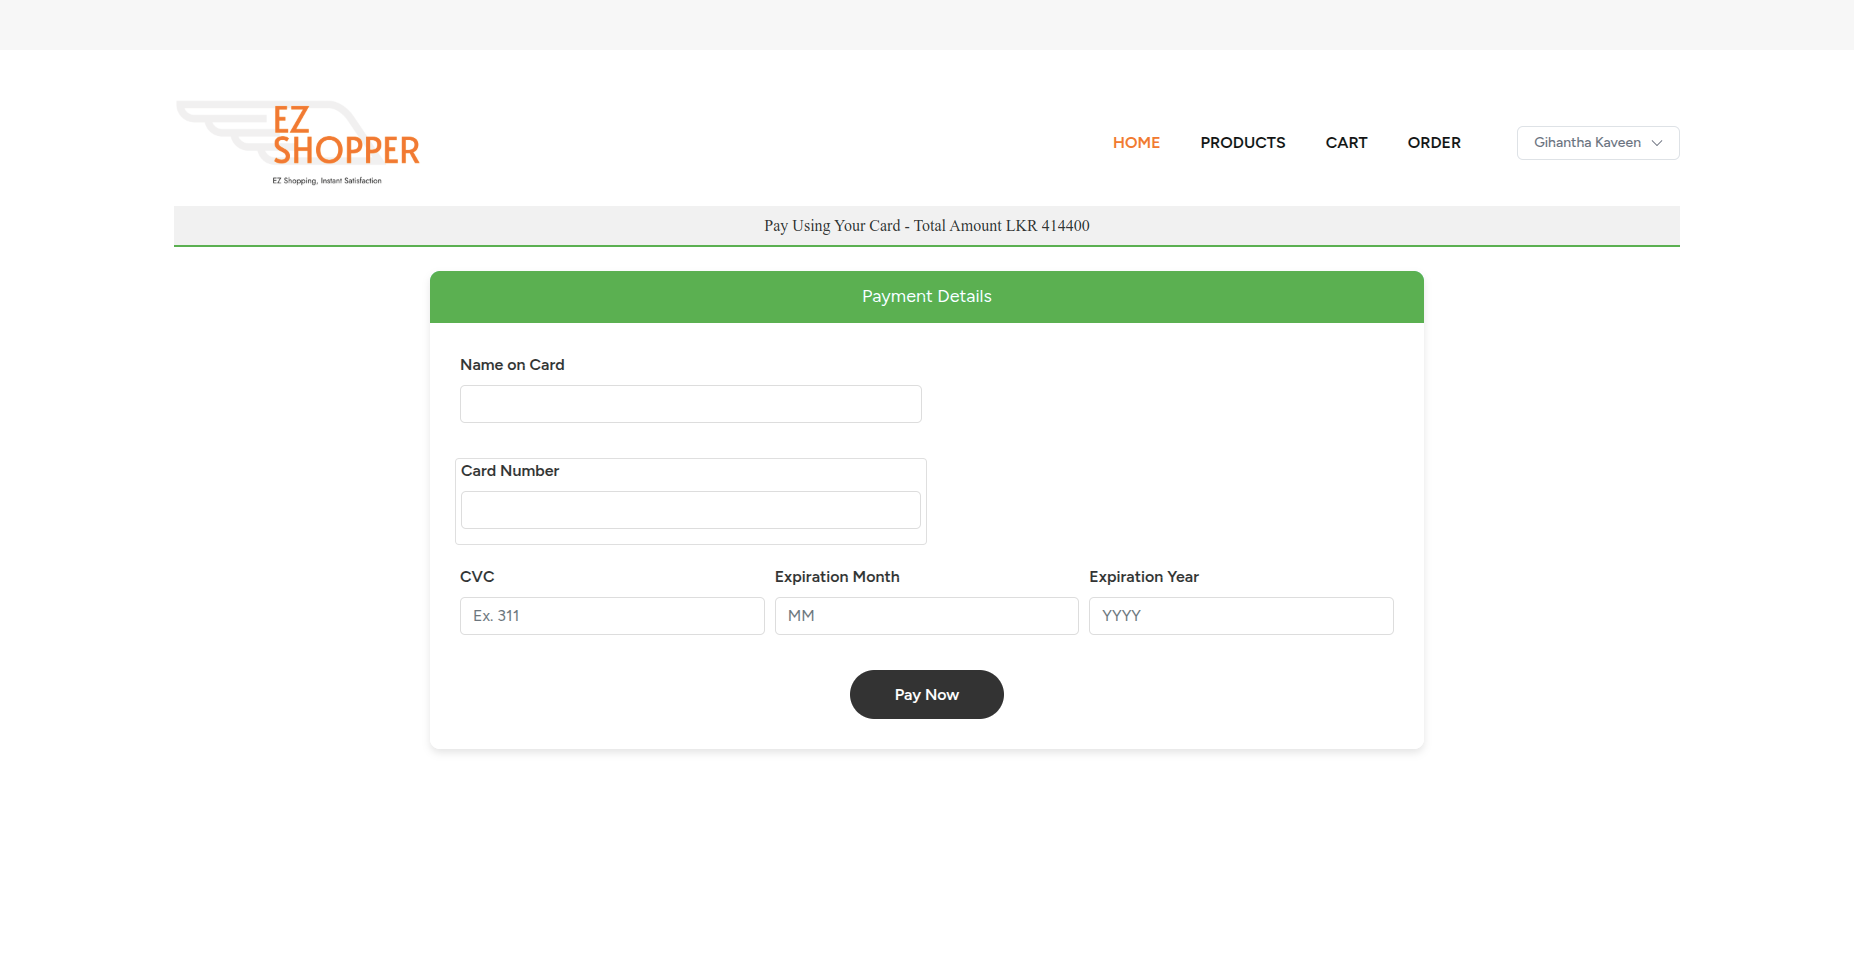 EZ
SHOPPER
EZ Shopping, Instant Satisfaction
HOME PRODUCTS CART ORDER Gihantha Kaveen
Pay Using Your Card - Total Amount LKR 414400
Payment Details
Name on Card
Card Number
CVC Expiration Month Expiration Year
Ex. 311 MM YYYY
Pay Now